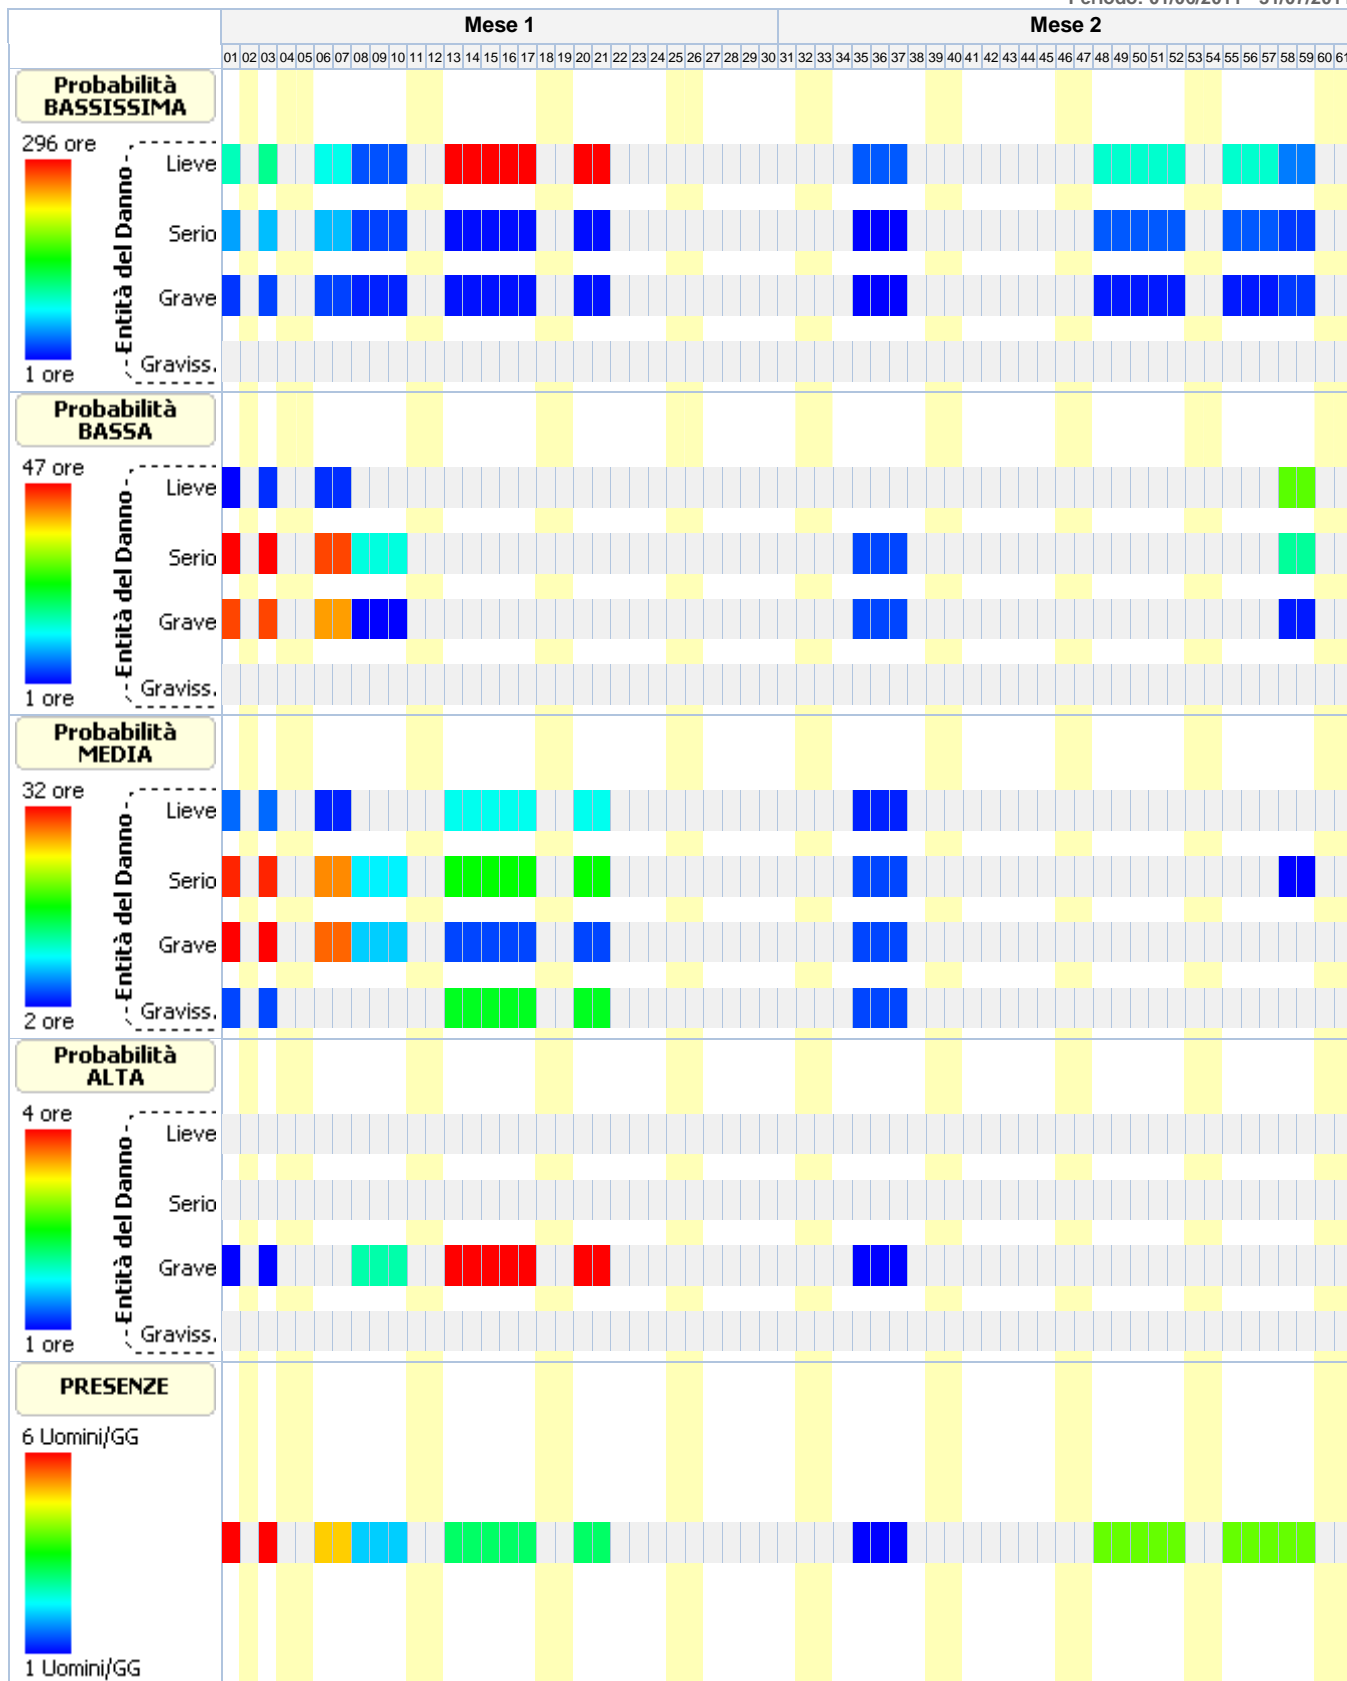 Mese 1 Mese 2
01 02 03 04 05 06 07 08 09 10 11 12 13 14 15 16 17 18 19 20 21 22 23 24 25 26 27 28 29 30 31 32 33 34 35 36 37 38 39 40 41 42 43 44 45 46 47 48 49 50 51 52 53 54 55 56 57 58 59 60 61
Probabilità
BASSISSIMA
296 ore
Entità del Danno
Lieve
Serio
Grave
Graviss.
1 ore
Probabilità
BASSA
47 ore
Entità del Danno
Lieve
Serio
Grave
Graviss.
1 ore
Probabilità
MEDIA
32 ore
Entità del Danno
Lieve
Serio
Grave
Graviss.
2 ore
Probabilità
ALTA
4 ore
Entità del Danno
Lieve
Serio
Grave
Graviss.
1 ore
PRESENZE
6 Uomini/GG
1 Uomini/GG